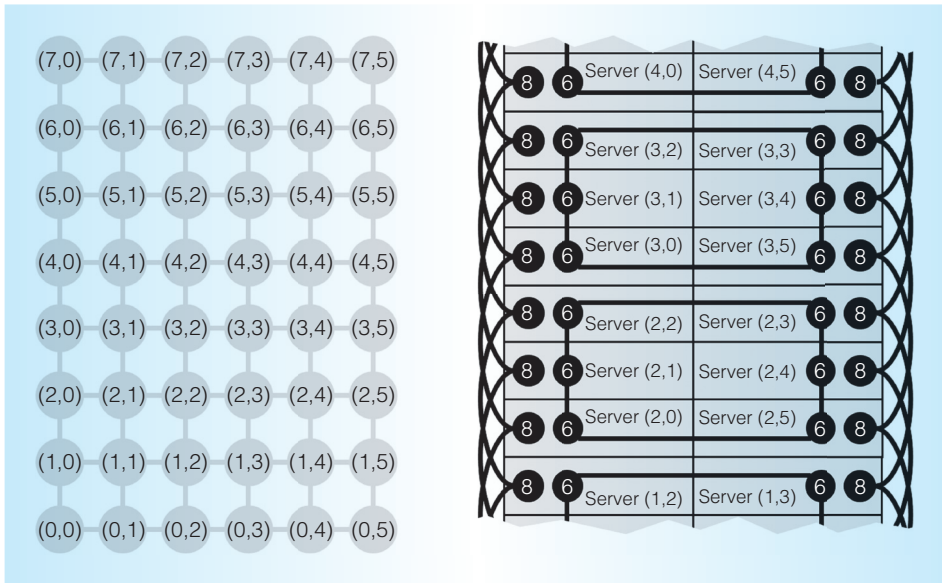 (7,0) (7,1) (7,2) (7,3) (7,4) (7,5)
(6,0) (6,1) (6,2) (6,3) (6,4) (6,5)
(5,0) (5,1) (5,2) (5,3) (5,4) (5,5)
(4,0) (4,1) (4,2) (4,3) (4,4) (4,5)
(3,0) (3,1) (3,2) (3,3) (3,4) (3,5)
(2,0) (2,1) (2,2) (2,3) (2,4) (2,5)
(1,0) (1,1) (1,2) (1,3) (1,4) (1,5)
(0,0) (0,1) (0,2) (0,3) (0,4) (0,5)
8 6 Server (4,0) Server (4,5) 6 8
8 6 Server (3,2) Server (3,3) 6 8
8 6 Server (3,1) Server (3,4) 6 8
8 6 Server (3,0) Server (3,5) 6 8
8 6 Server (2,2) Server (2,3) 6 8
8 6 Server (2,1) Server (2,4) 6 8
8 6 Server (2,0) Server (2,5) 6 8
8 6 Server (1,2) Server (1,3) 6 8